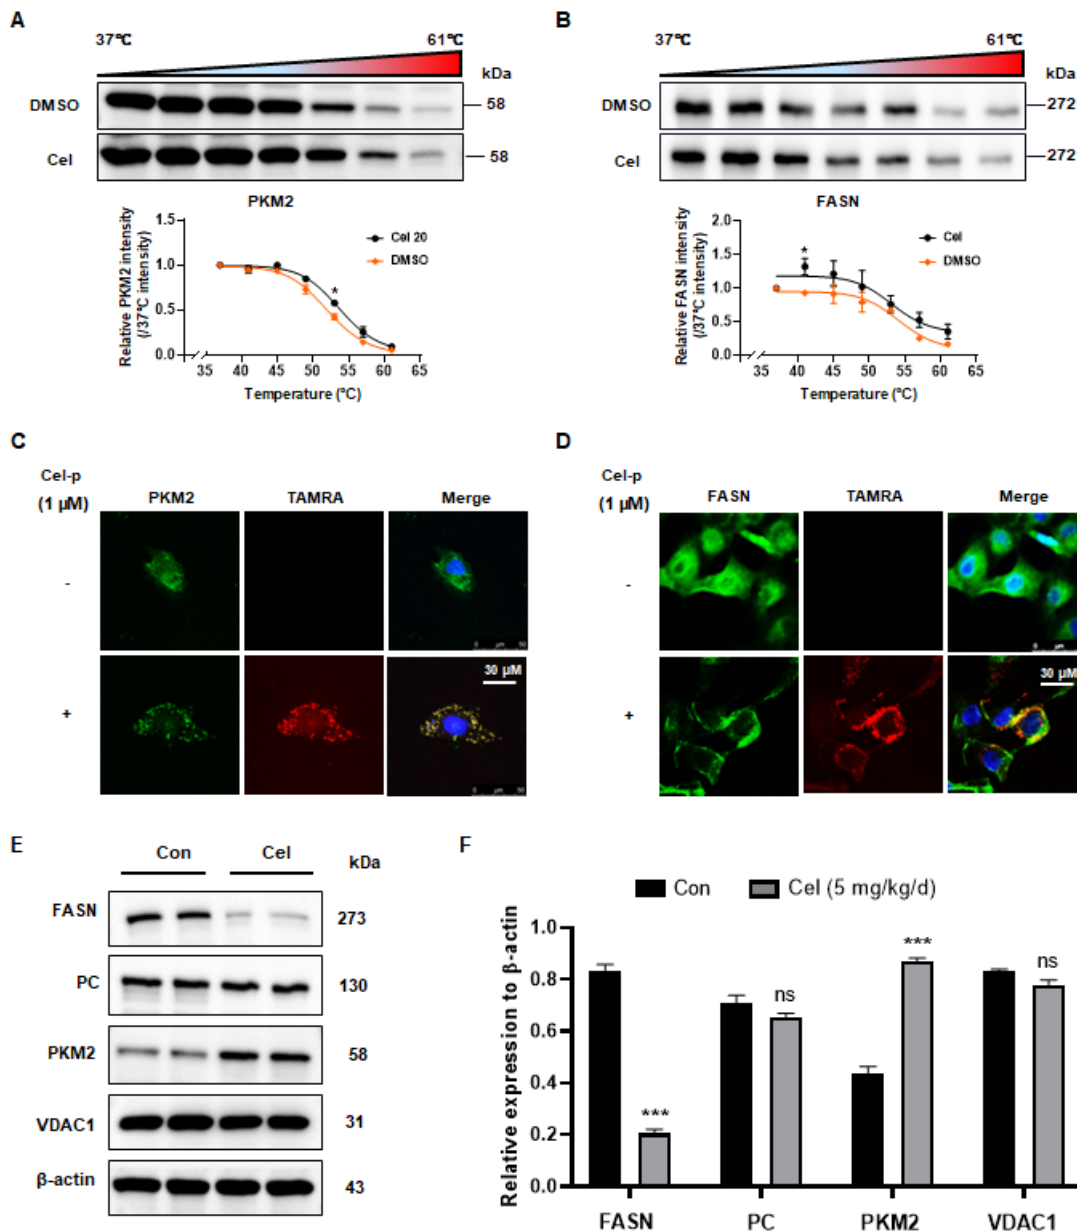 A
37℃ 61℃
kDa
DMSO 58
Cel 58
PKM2
Relative PKM2 intensity
(/37℃ intensity)
1.5
1.0
0.5
0.0
Cel 20
DMSO
*
35 40 45 50 55 60 65
Temperature (°C)
B
37℃ 61℃
kDa
DMSO 272
Cel 272
FASN
Relative FASN intensity
(/37℃ intensity)
2.0
1.5
1.0
0.5
0.0
Cel
DMSO
*
35 40 45 50 55 60 65
Temperature (°C)
C
Cel-p
(1 μM)
PKM2 TAMRA Merge
-
+
0 μm 50
30 μM
0 μm 50
D
Cel-p
(1 μM)
FASN TAMRA Merge
-
+
30 μM
E
Con Cel kDa
FASN 273
PC 130
PKM2 58
VDAC1 31
β-actin 43
F
Con Cel (5 mg/kg/d)
Relative expression to β-actin
1.0
0.8
0.6
0.4
0.2
0.0
*** ns *** ns
FASN PC PKM2 VDAC1